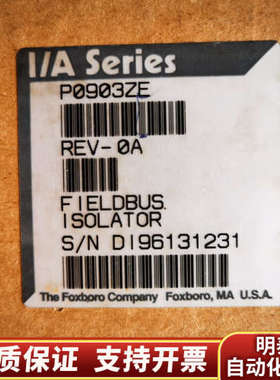 I/A Series
P0903ZE
REV-0A
FIELDBUS
ISOLATOR
S/N DI96131231
The Foxboro Company Foxboro, MA U.S.A.
质保证 支持开票
自动化